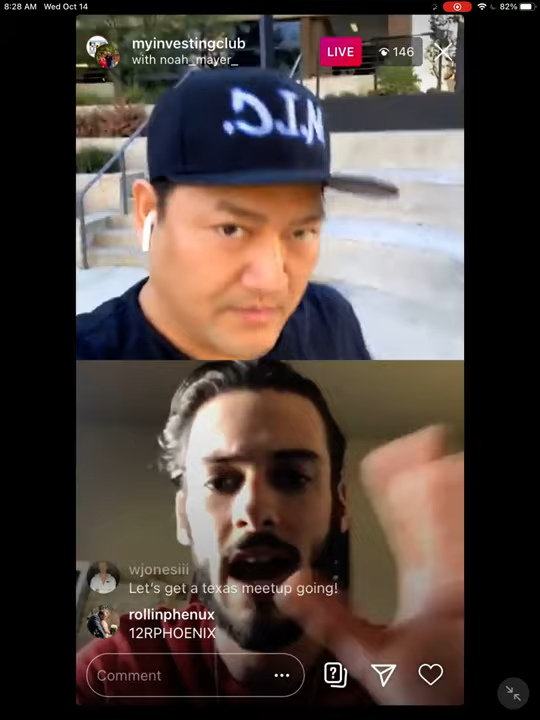 8:28 AM Wed Oct 14
82%
myinvestingclub
with noah_mayer_
LIVE
146
M.I.C.
wjonesiii
Let's get a texas meetup going!
rollinphenux
12RPHOENIX
Comment